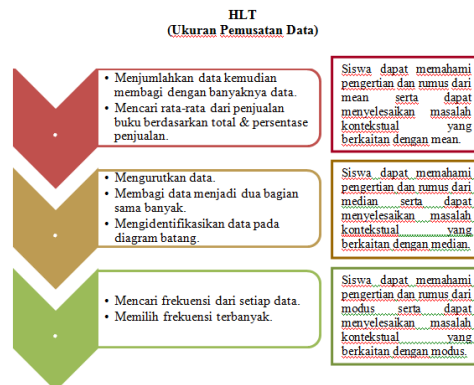 HLT
(Ukuran Pemusatan Data)
• Menjumlahkan data kemudian
membagi dengan banyaknya data.
• Mencari rata-rata dari penjualan
buku berdasarkan total & persentase
penjualan.
Siswa dapat memahami
pengertian dan rumus dari
mean serta dapat
menyelesaikan masalah
kontekstual yang
berkaitan dengan mean.
• Mengurutkan data.
• Membagi data menjadi dua bagian
sama banyak.
• Mengidentifikasikan data pada
diagram batang.
Siswa dapat memahami
pengertian dan rumus dari
median serta dapat
menyelesaikan masalah
kontekstual yang
berkaitan dengan median.
• Mencari frekuensi dari setiap data.
• Memilih frekuensi terbanyak.
Siswa dapat memahami
pengertian dan rumus dari
modus serta dapat
menyelesaikan masalah
kontekstual yang
berkaitan dengan modus.